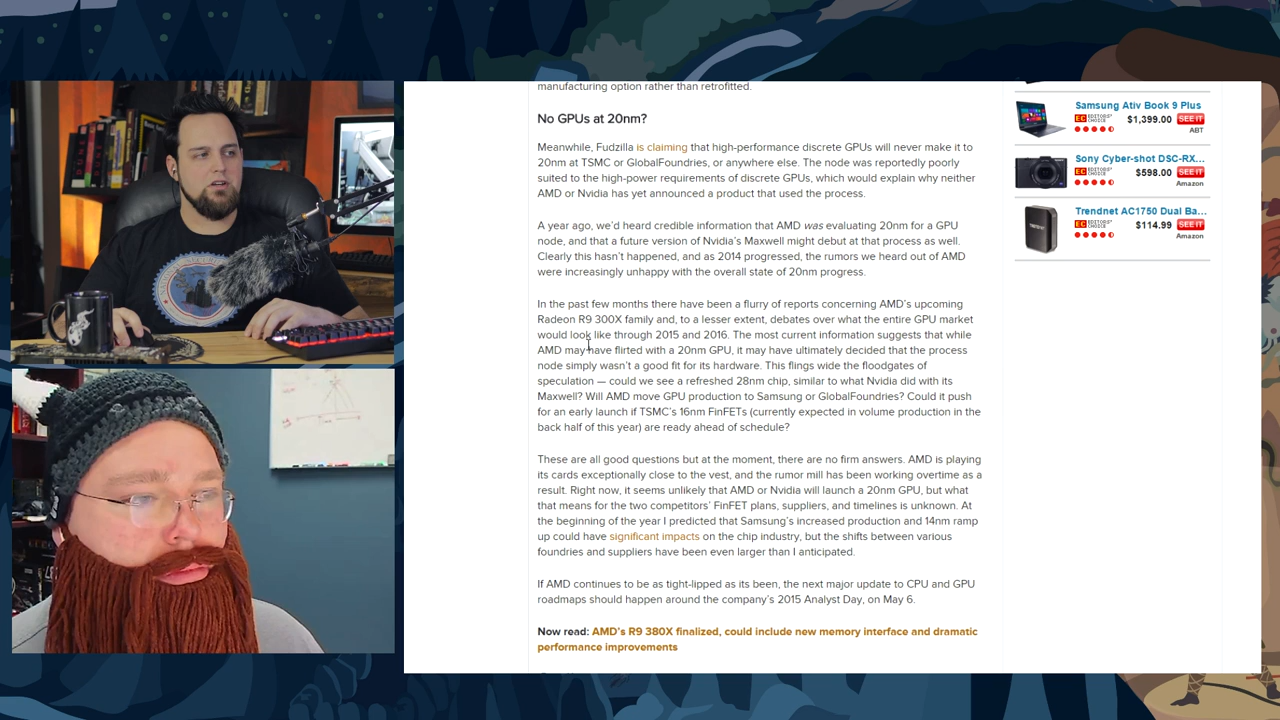 manufacturing option rather than retrofitted.
No GPUs at 20nm?
Meanwhile, Fudzilla is claiming that high-performance discrete GPUs will never make it to
20nm at TSMC or GlobalFoundries, or anywhere else. The node was reportedly poorly
suited to the high-power requirements of discrete GPUs, which would explain why neither
AMD or Nvidia has yet announced a product that used the process.
A year ago, we'd heard credible information that AMD was evaluating 20nm for a GPU
node, and that a future version of Nvidia's Maxwell might debut at that process as well.
Clearly this hasn't happened, and as 2014 progressed, the rumors we heard out of AMD
were increasingly unhappy with the overall state of 20nm progress.
In the past few months there have been a flurry of reports concerning AMD's upcoming
Radeon R9 300X family and, to a lesser extent, debates over what the entire GPU market
would look like through 2015 and 2016. The most current information suggests that while
AMD may have flirted with a 20nm GPU, it may have ultimately decided that the process
node simply wasn't a good fit for its hardware. This flings wide the floodgates of
speculation — could we see a refreshed 28nm chip, similar to what Nvidia did with its
Maxwell? Will AMD move GPU production to Samsung or GlobalFoundries? Could it push
for an early launch if TSMC's 16nm FinFETs (currently expected in volume production in the
back half of this year) are ready ahead of schedule?
These are all good questions but at the moment, there are no firm answers. AMD is playing
its cards exceptionally close to the vest, and the rumor mill has been working overtime as a
result. Right now, it seems unlikely that AMD or Nvidia will launch a 20nm GPU, but what
that means for the two competitors' FinFET plans, suppliers, and timelines is unknown. At
the beginning of the year I predicted that Samsung's increased production and 14nm ramp
up could have significant impacts on the chip industry, but the shifts between various
foundries and suppliers have been even larger than I anticipated.
If AMD continues to be as tight-lipped as its been, the next major update to CPU and GPU
roadmaps should happen around the company's 2015 Analyst Day, on May 6.
Now read: AMD's R9 380X finalized, could include new memory interface and dramatic
performance improvements
Samsung Ativ Book 9 Plus
EC EDITORS' CHOICE $1,399.00 SEE IT
ABT
Sony Cyber-shot DSC-RX...
EC EDITORS' CHOICE $598.00 SEE IT
Amazon
Trendnet AC1750 Dual Ba...
EC EDITORS' CHOICE $114.99 SEE IT
Amazon